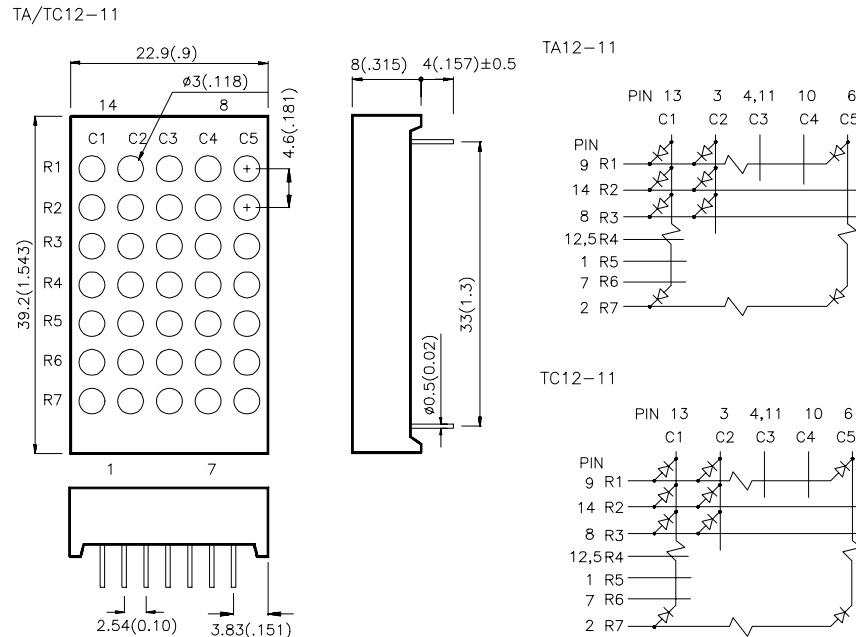 TA/TC12-11
22.9(.9)
ø3(.118)
14 8
C1 C2 C3 C4 C5
R1
R2
R3
R4
R5
R6
R7
4.6(.181)
39.2(1.543)
1 7
2.54(0.10)
3.83(.151)
8(.315) 4(.157)±0.5
33(1.3)
ø0.5(0.02)
TA12-11
PIN 13 3 4,11 10 6
C1 C2 C3 C4 C5
PIN
9 R1
14 R2
8 R3
12,5 R4
1 R5
7 R6
2 R7
TC12-11
PIN 13 3 4,11 10 6
C1 C2 C3 C4 C5
PIN
9 R1
14 R2
8 R3
12,5 R4
1 R5
7 R6
2 R7